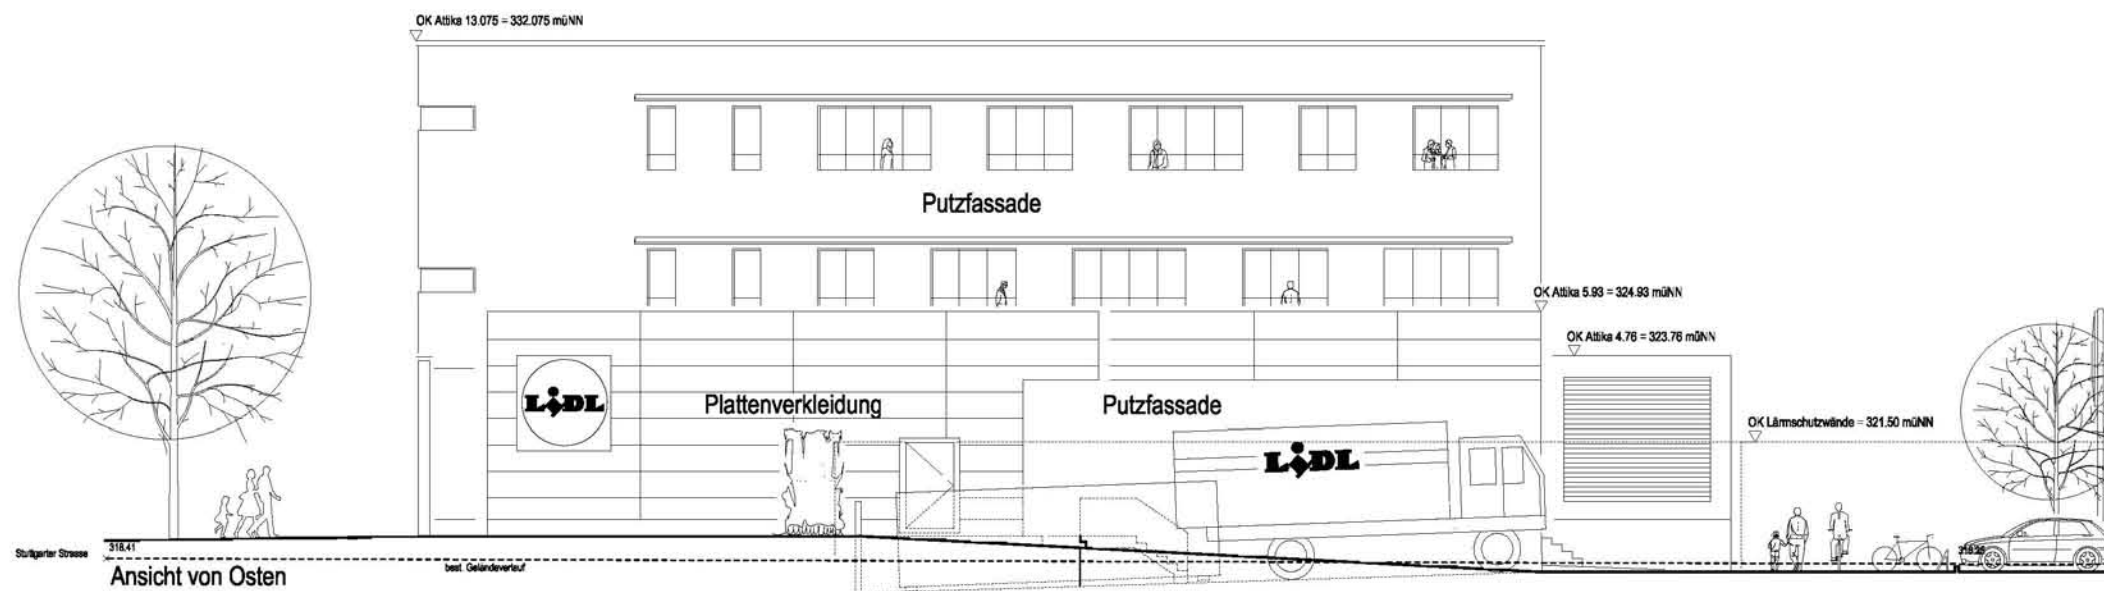 OK Attika 13.075 = 332.075 müNN
Putzfassade
OK Attika 5.93 = 324.93 müNN
OK Attika 4.76 = 323.76 müNN
LIDL
Plattenverkleidung
Putzfassade
OK Lärmschutzwände = 321.50 müNN
LIDL
Stuttgarter Strasse
318.41
best. Geländeverlauf
Ansicht von Osten